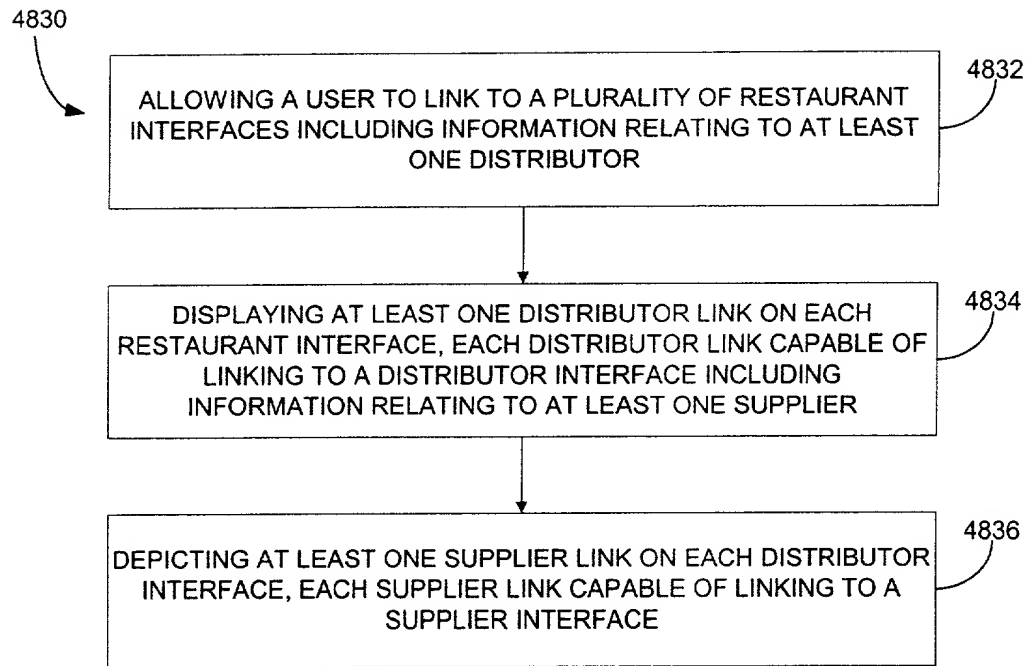 4830
4832
ALLOWING A USER TO LINK TO A PLURALITY OF RESTAURANT
INTERFACES INCLUDING INFORMATION RELATING TO AT LEAST
ONE DISTRIBUTOR
4834
DISPLAYING AT LEAST ONE DISTRIBUTOR LINK ON EACH
RESTAURANT INTERFACE, EACH DISTRIBUTOR LINK CAPABLE OF
LINKING TO A DISTRIBUTOR INTERFACE INCLUDING
INFORMATION RELATING TO AT LEAST ONE SUPPLIER
4836
DEPICTING AT LEAST ONE SUPPLIER LINK ON EACH DISTRIBUTOR
INTERFACE, EACH SUPPLIER LINK CAPABLE OF LINKING TO A
SUPPLIER INTERFACE